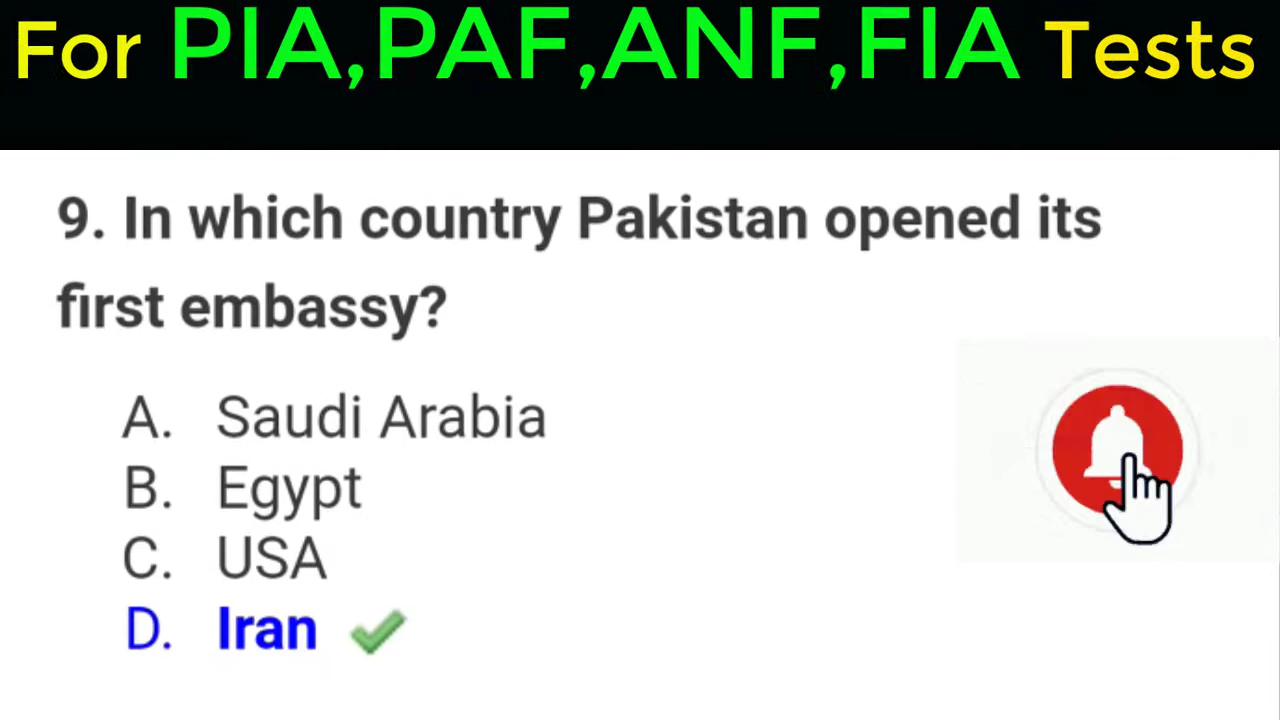 For PIA,PAF,ANF,FIA Tests
9. In which country Pakistan opened its
first embassy?
A. Saudi Arabia
B. Egypt
C. USA
D. Iran